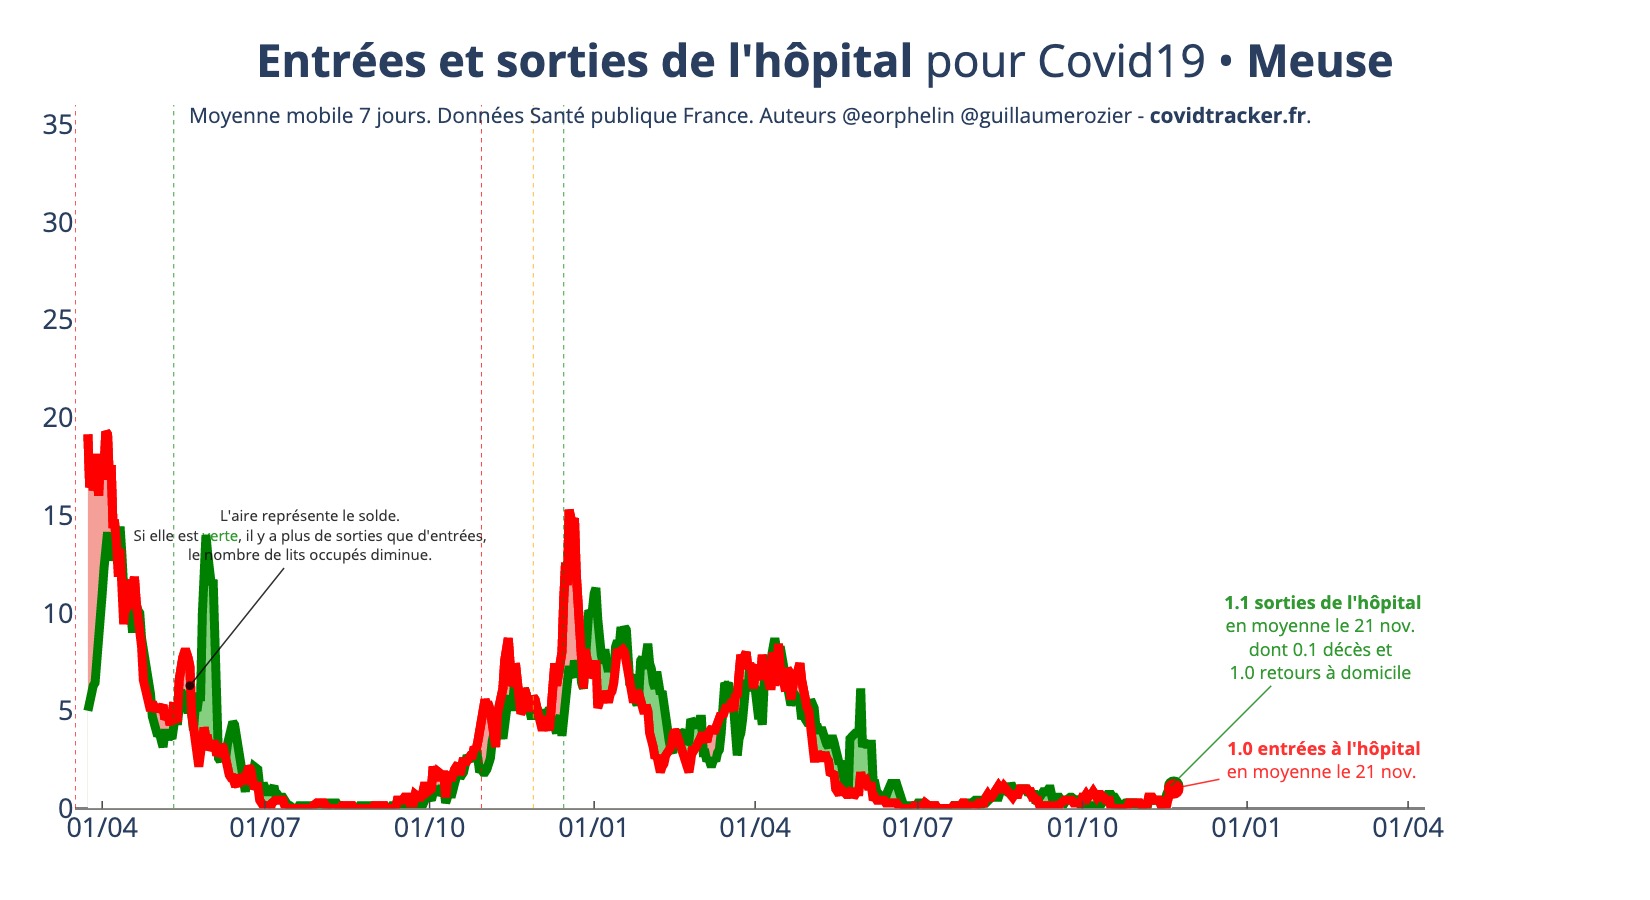 Entrées et sorties de l'hôpital pour Covid19 • Meuse
Moyenne mobile 7 jours. Données Santé publique France. Auteurs @eorphelin @guillaumerozier - covidtracker.fr.
35
30
25
20
15
10
5
0
L'aire représente le solde.
Si elle est verte, il y a plus de sorties que d'entrées,
le nombre de lits occupés diminue.
1.1 sorties de l'hôpital
en moyenne le 21 nov.
dont 0.1 décès et
1.0 retours à domicile
1.0 entrées à l'hôpital
en moyenne le 21 nov.
01/04 01/07 01/10 01/01 01/04 01/07 01/10 01/01 01/04